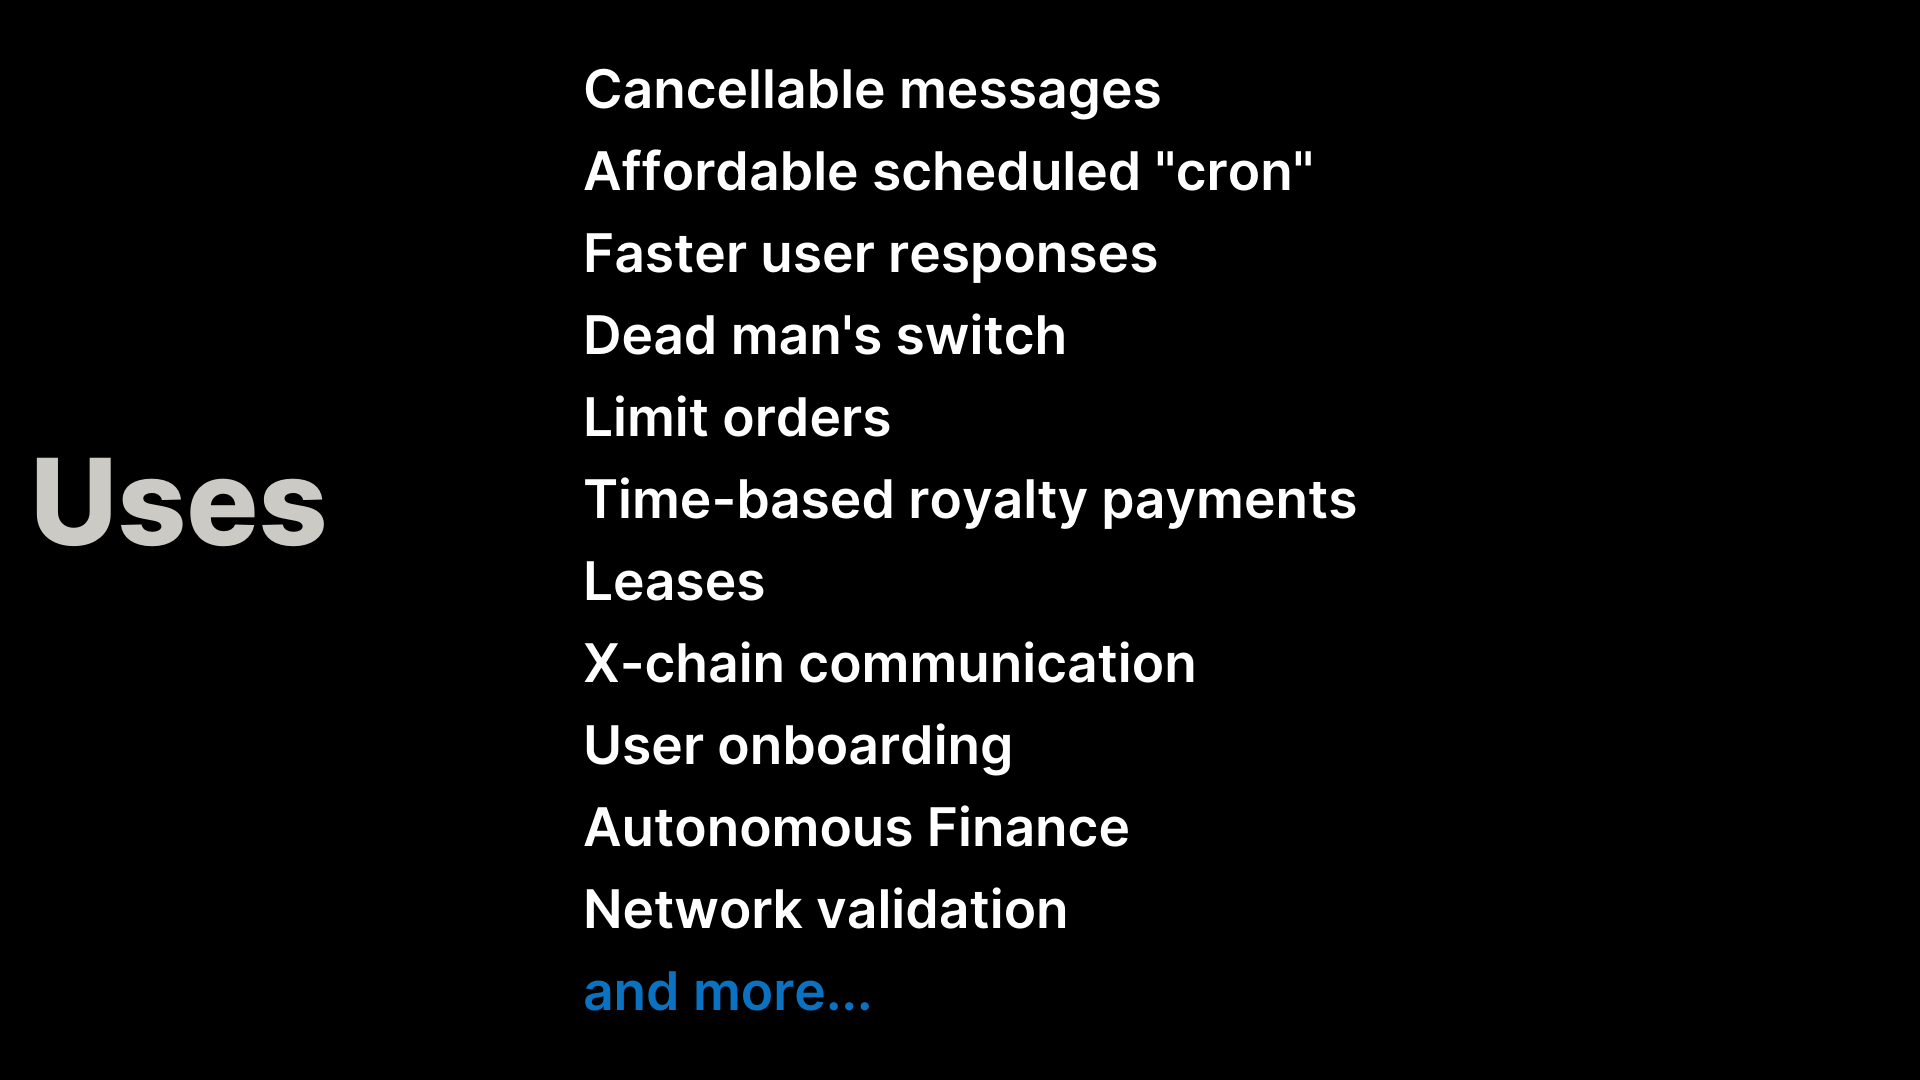 Uses
Cancellable messages
Affordable scheduled "cron"
Faster user responses
Dead man's switch
Limit orders
Time-based royalty payments
Leases
X-chain communication
User onboarding
Autonomous Finance
Network validation
and more...